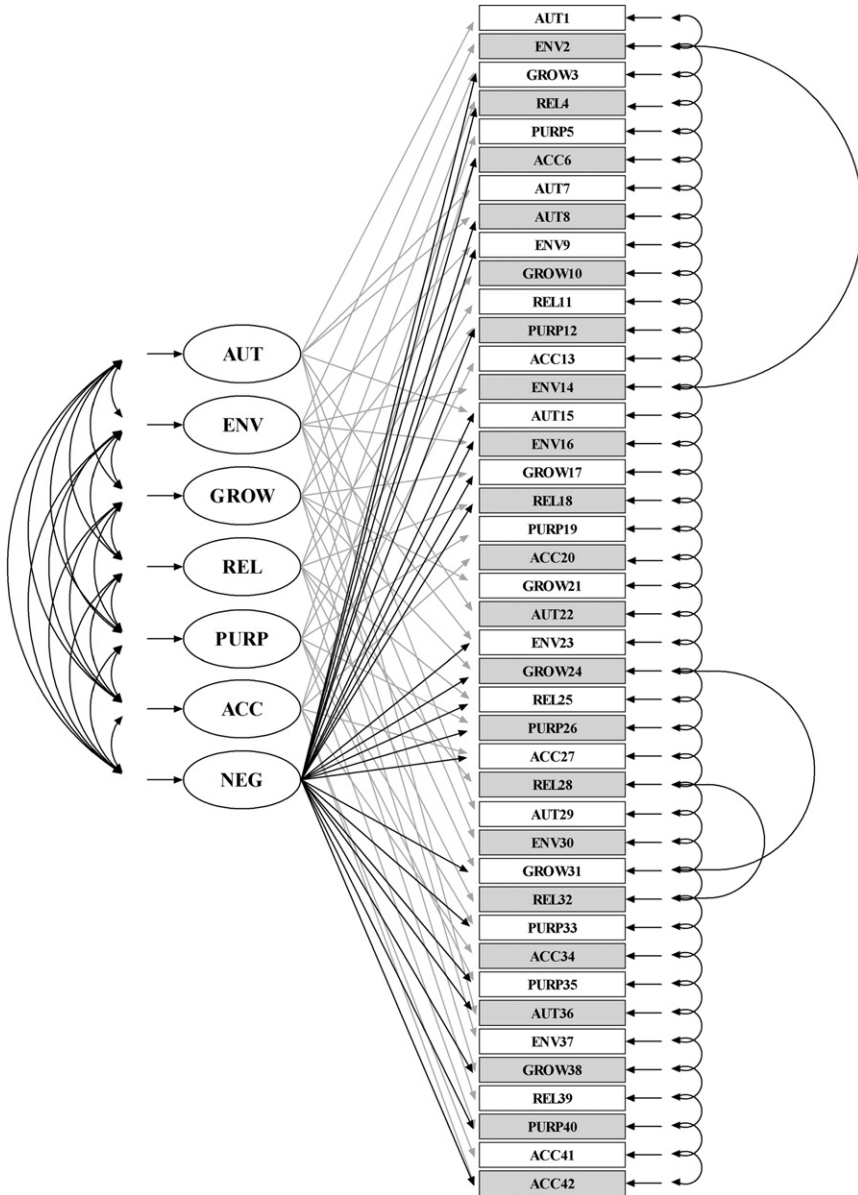 AUT1
ENV2
GROW3
REL4
PURP5
ACC6
AUT7
AUT8
ENV9
GROW10
REL11
PURP12
ACC13
ENV14
AUT15
ENV16
GROW17
REL18
PURP19
ACC20
GROW21
AUT22
ENV23
GROW24
REL25
PURP26
ACC27
REL28
AUT29
ENV30
GROW31
REL32
PURP33
ACC34
PURP35
AUT36
ENV37
GROW38
REL39
PURP40
ACC41
ACC42
AUT
ENV
GROW
REL
PURP
ACC
NEG